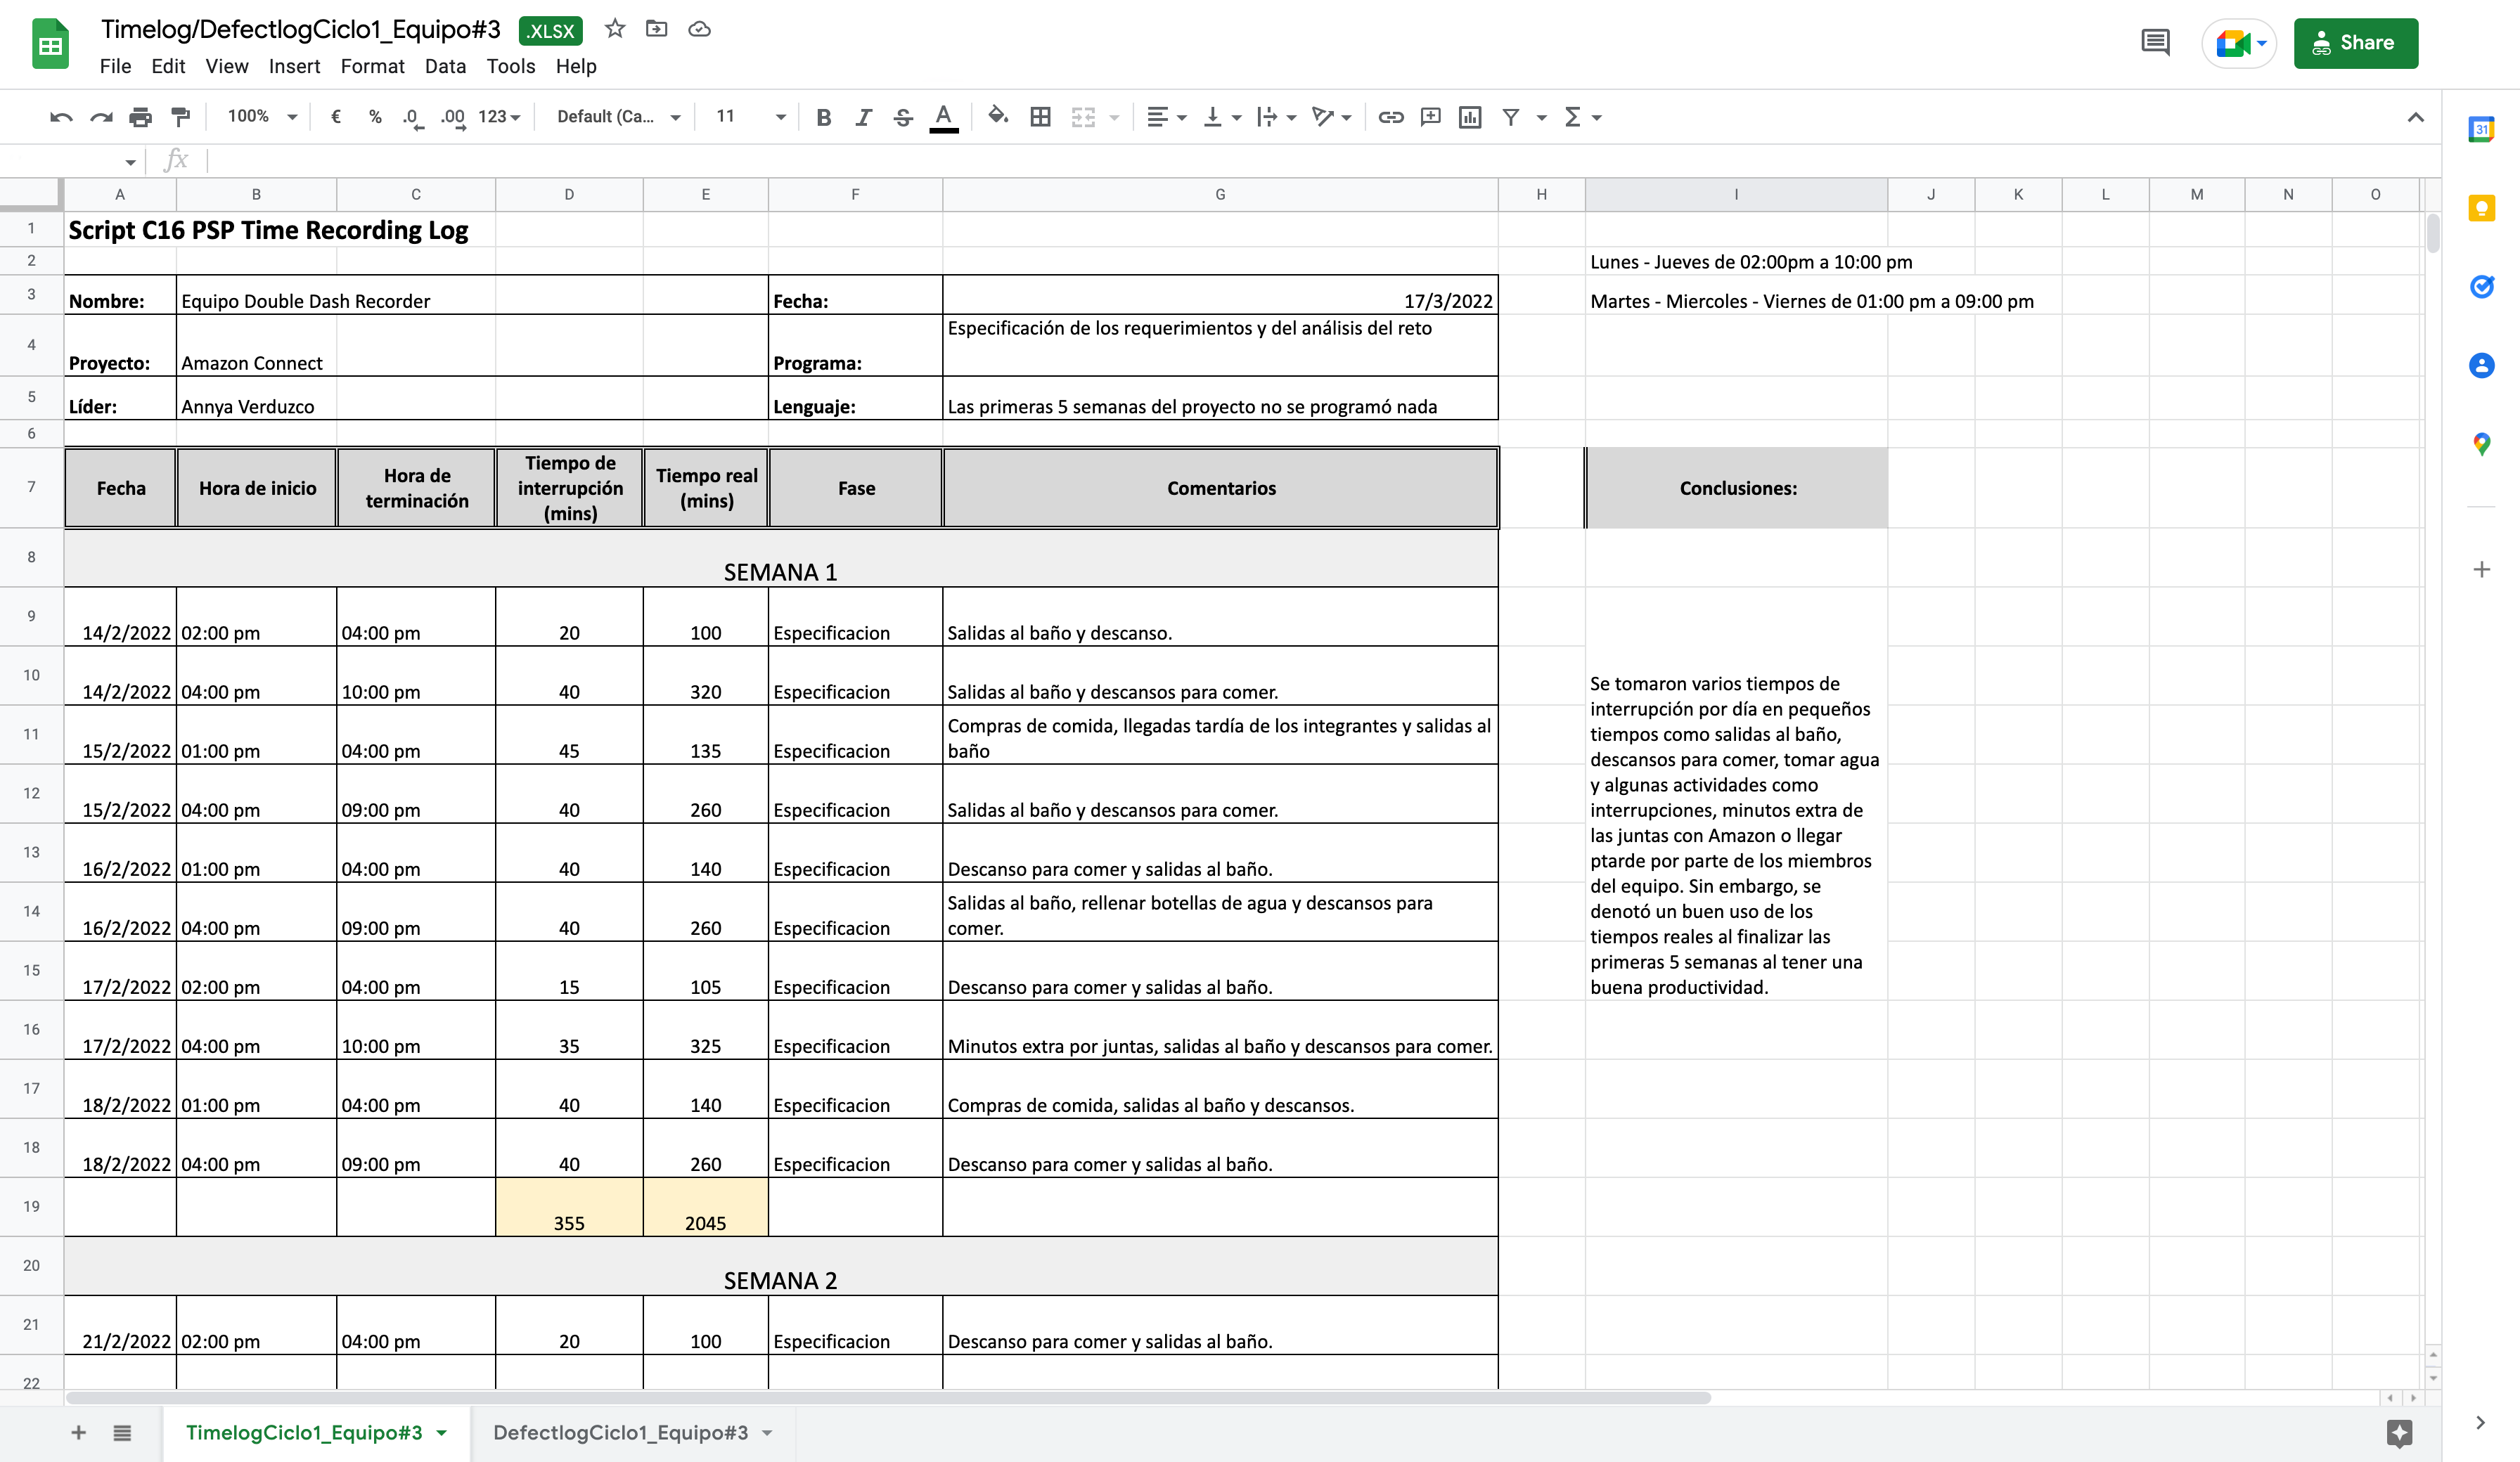 Timelog/DefectlogCiclo1_Equipo#3 .XLSX
File Edit View Insert Format Data Tools Help
Share
100% € % .0 .00 123 Default (Ca... 11 B I S A Σ
fx
31
A B C D E F G H I J K L M N O
1 Script C16 PSP Time Recording Log
2 Lunes - Jueves de 02:00pm a 10:00 pm
3 Nombre: Equipo Double Dash Recorder Fecha: 17/3/2022 Martes - Miercoles - Viernes de 01:00 pm a 09:00 pm
4 Proyecto: Amazon Connect Programa: Especificación de los requerimientos y del análisis del reto
5 Líder: Annya Verduzco Lenguaje: Las primeras 5 semanas del proyecto no se programó nada
6
7 Fecha Hora de inicio Hora de terminación Tiempo de interrupción (mins) Tiempo real (mins) Fase Comentarios Conclusiones:
8 SEMANA 1
9 14/2/2022 02:00 pm 04:00 pm 20 100 Especificacion Salidas al baño y descanso.
10 14/2/2022 04:00 pm 10:00 pm 40 320 Especificacion Salidas al baño y descansos para comer.
11 15/2/2022 01:00 pm 04:00 pm 45 135 Especificacion Compras de comida, llegadas tardía de los integrantes y salidas al baño
12 15/2/2022 04:00 pm 09:00 pm 40 260 Especificacion Salidas al baño y descansos para comer.
13 16/2/2022 01:00 pm 04:00 pm 40 140 Especificacion Descanso para comer y salidas al baño.
14 16/2/2022 04:00 pm 09:00 pm 40 260 Especificacion Salidas al baño, rellenar botellas de agua y descansos para comer.
15 17/2/2022 02:00 pm 04:00 pm 15 105 Especificacion Descanso para comer y salidas al baño.
16 17/2/2022 04:00 pm 10:00 pm 35 325 Especificacion Minutos extra por juntas, salidas al baño y descansos para comer.
17 18/2/2022 01:00 pm 04:00 pm 40 140 Especificacion Compras de comida, salidas al baño y descansos.
18 18/2/2022 04:00 pm 09:00 pm 40 260 Especificacion Descanso para comer y salidas al baño.
19 355 2045
20 SEMANA 2
21 21/2/2022 02:00 pm 04:00 pm 20 100 Especificacion Descanso para comer y salidas al baño.
22
Se tomaron varios tiempos de
interrupción por día en pequeños
tiempos como salidas al baño,
descansos para comer, tomar agua
y algunas actividades como
interrupciones, minutos extra de
las juntas con Amazon o llegar
ptarde por parte de los miembros
del equipo. Sin embargo, se
denotó un buen uso de los
tiempos reales al finalizar las
primeras 5 semanas al tener una
buena productividad.
TimelogCiclo1_Equipo#3 DefectlogCiclo1_Equipo#3